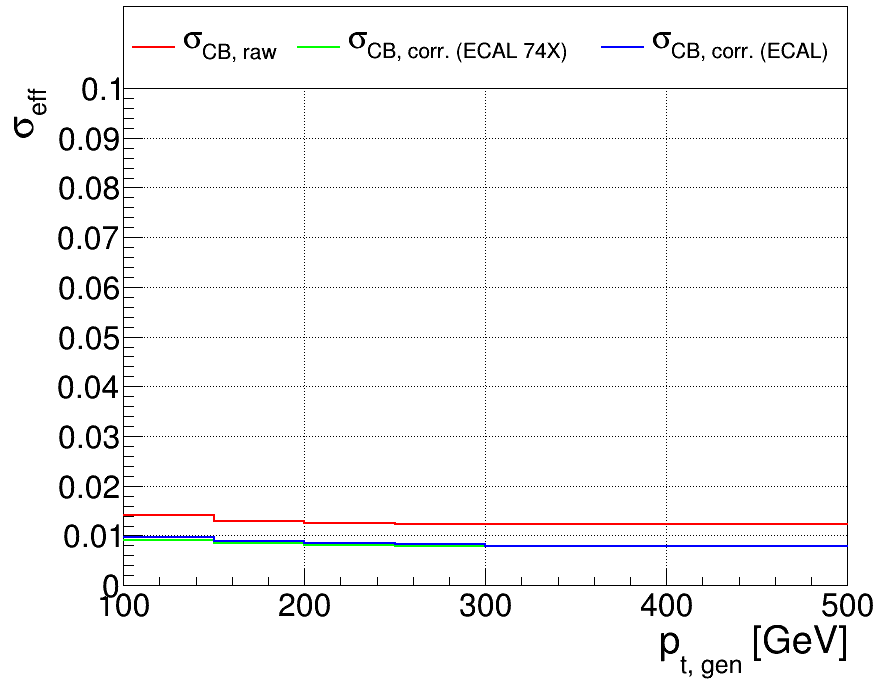 σCB, raw σCB, corr. (ECAL 74X) σCB, corr. (ECAL)
σeff
0.1
0.09
0.08
0.07
0.06
0.05
0.04
0.03
0.02
0.01
0
100 200 300 400 500
pt, gen [GeV]